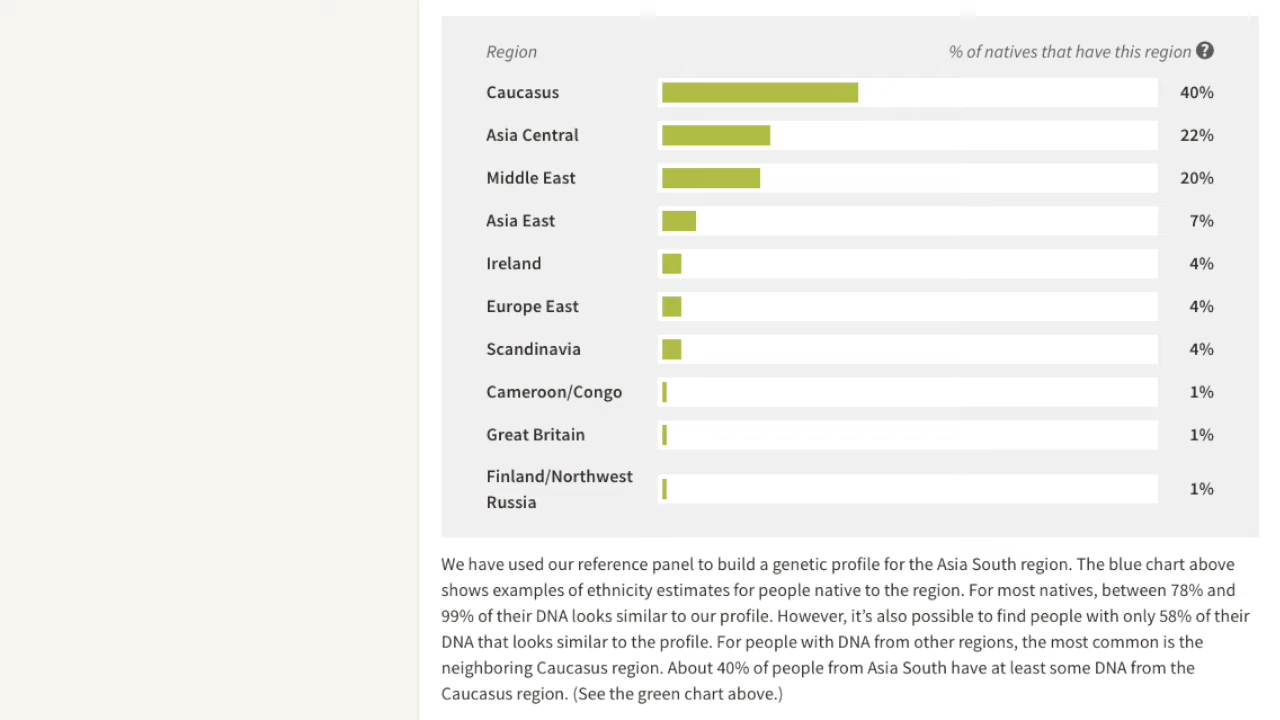 Region % of natives that have this region ?
Caucasus 40%
Asia Central 22%
Middle East 20%
Asia East 7%
Ireland 4%
Europe East 4%
Scandinavia 4%
Cameroon/Congo 1%
Great Britain 1%
Finland/Northwest
Russia 1%
We have used our reference panel to build a genetic profile for the Asia South region. The blue chart above
shows examples of ethnicity estimates for people native to the region. For most natives, between 78% and
99% of their DNA looks similar to our profile. However, it’s also possible to find people with only 58% of their
DNA that looks similar to the profile. For people with DNA from other regions, the most common is the
neighboring Caucasus region. About 40% of people from Asia South have at least some DNA from the
Caucasus region. (See the green chart above.)